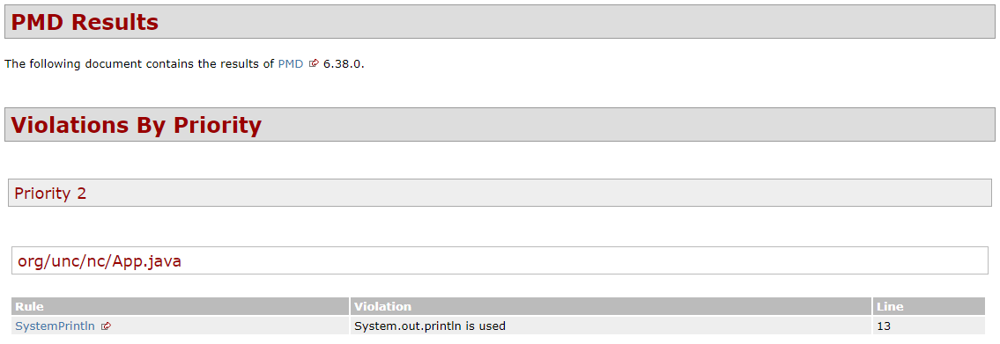 PMD Results
The following document contains the results of PMD 6.38.0.
Violations By Priority
Priority 2
org/unc/nc/App.java
Rule Violation Line
SystemPrintln System.out.println is used 13